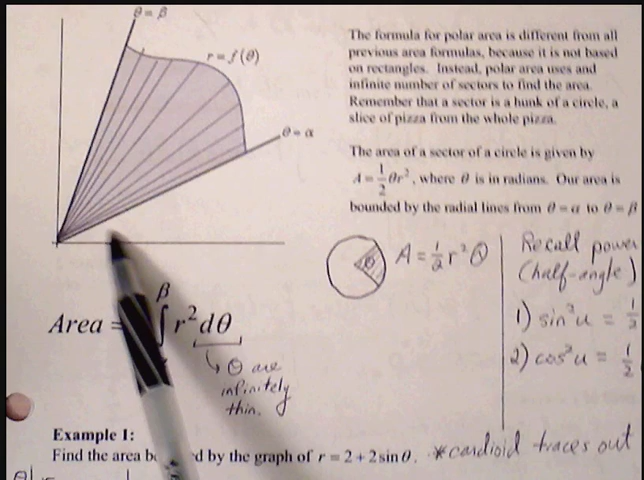 θ = β
r = f(θ)
θ = α
The formula for polar area is different from all
previous area formulas, because it is not based
on rectangles. Instead, polar area uses and
infinite number of sectors to find the area.
Remember that a sector is a hunk of a circle, a
slice of pizza from the whole pizza.
The area of a sector of a circle is given by
A = 1/2 θr², where θ is in radians. Our area is
bounded by the radial lines from θ = α to θ = β
θ A = 1/2 r² θ
Recall power
(half-angle)
1) sin²u = 1/2
2) cos²u = 1/2
Area = ∫ β r² dθ
↳ θ are
infinitely
thin.
Example 1:
Find the area b d by the graph of r = 2 + 2 sin θ. *cardioid traces out